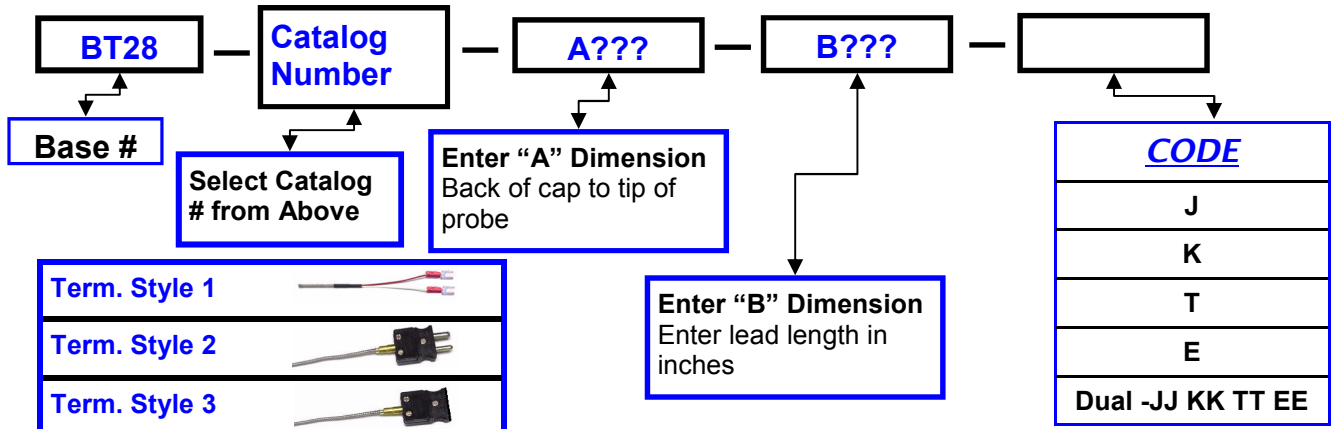 BT28
Catalog
Number
A???
B???
Base #
Select Catalog
# from Above
Enter “A” Dimension
Back of cap to tip of
probe
Enter “B” Dimension
Enter lead length in
inches
CODE
J
K
T
E
Dual -JJ KK TT EE
Term. Style 1
Term. Style 2
Term. Style 3